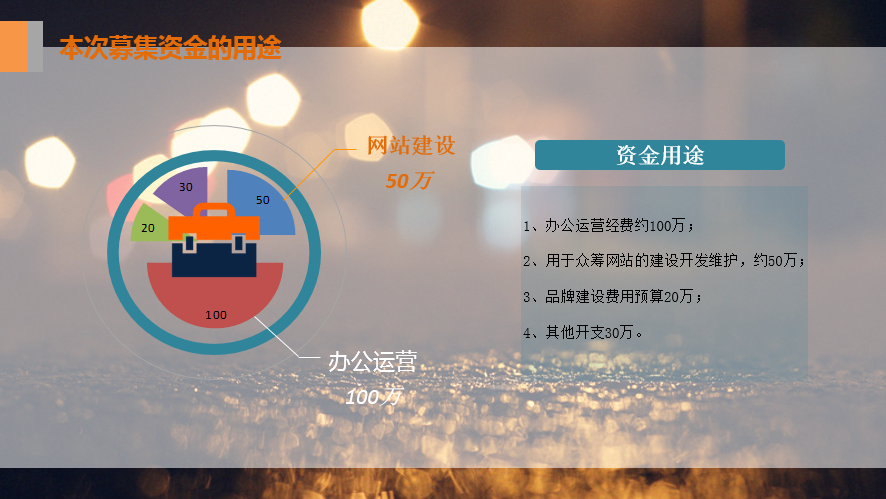 本次募集资金的用途
网站建设
50万
30
50
20
100
办公运营
100万
资金用途
1、办公运营经费约100万；
2、用于众筹网站的建设开发维护，约50万；
3、品牌建设费用预算20万；
4、其他开支30万。